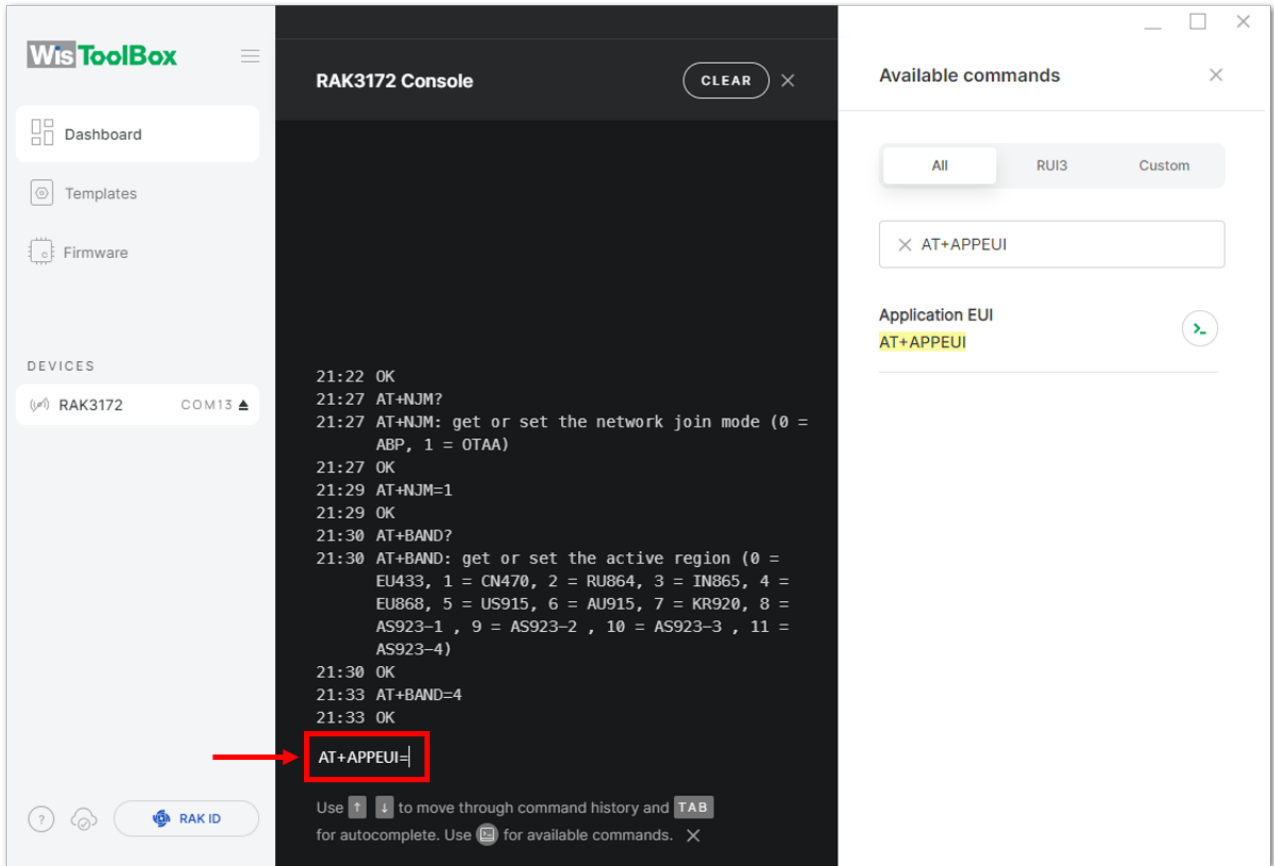 WisToolBox
Dashboard
Templates
Firmware
DEVICES
RAK3172 COM13
? RAK ID
RAK3172 Console CLEAR
21:22 OK
21:27 AT+NJM?
21:27 AT+NJM: get or set the network join mode (0 =
ABP, 1 = OTAA)
21:27 OK
21:29 AT+NJM=1
21:29 OK
21:30 AT+BAND?
21:30 AT+BAND: get or set the active region (0 =
EU433, 1 = CN470, 2 = RU864, 3 = IN865, 4 =
EU868, 5 = US915, 6 = AU915, 7 = KR920, 8 =
AS923-1 , 9 = AS923-2 , 10 = AS923-3 , 11 =
AS923-4)
21:30 OK
21:33 AT+BAND=4
21:33 OK
AT+APPEUI=
Use ↑ ↓ to move through command history and TAB
for autocomplete. Use for available commands.
Available commands
All RUI3 Custom
AT+APPEUI
Application EUI
AT+APPEUI